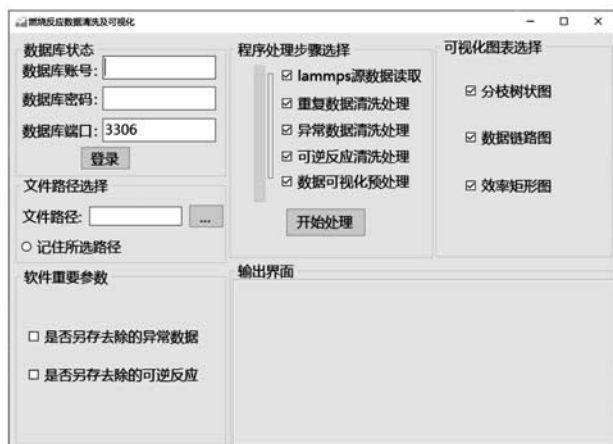 燃烧反应数据清洗及可视化
数据库状态
数据库账号:
数据库密码:
数据库端口: 3306
登录
文件路径选择
文件路径: ...
记住所选路径
软件重要参数
是否另存去除的异常数据
是否另存去除的可逆反应
程序处理步骤选择
lammps源数据读取
重复数据清洗处理
异常数据清洗处理
可逆反应清洗处理
数据可视化预处理
开始处理
可视化图表选择
分枝树状图
数据链路图
效率矩形图
输出界面